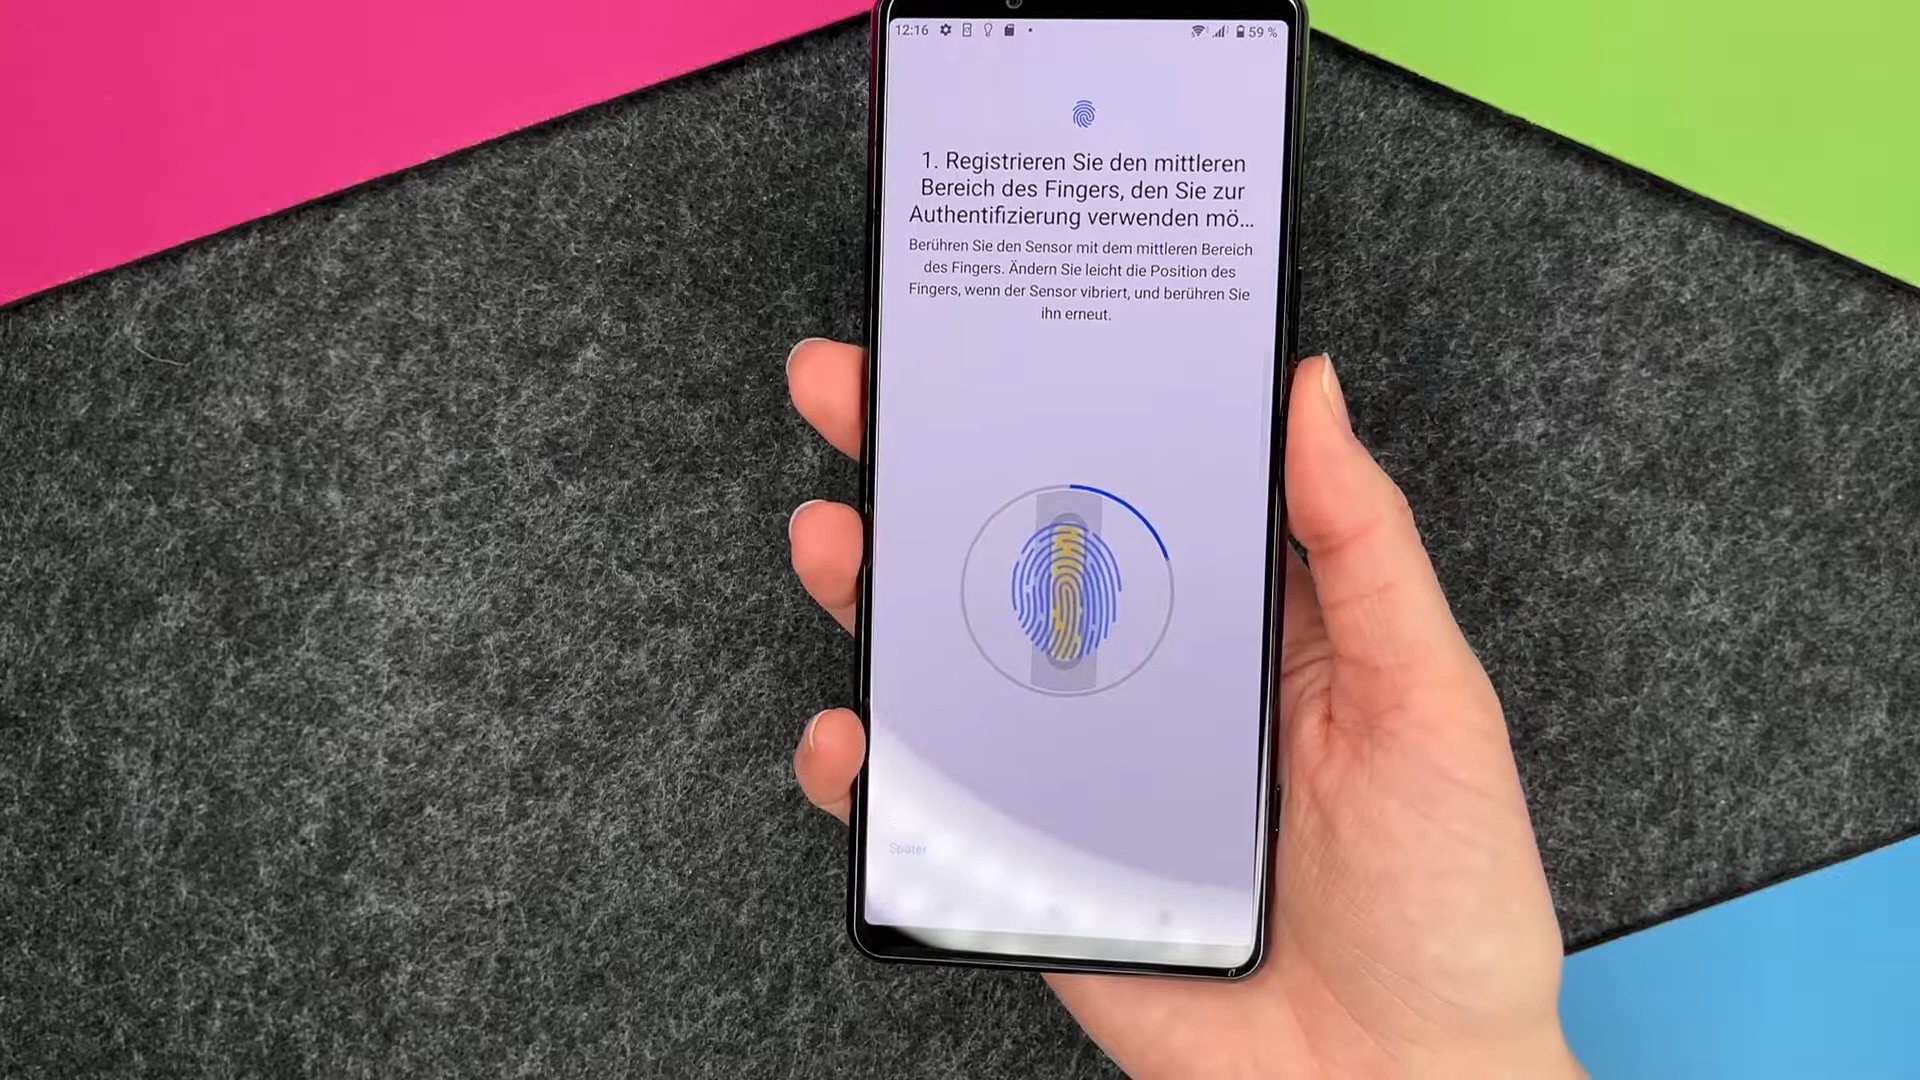 12:16
59 %
1. Registrieren Sie den mittleren
Bereich des Fingers, den Sie zur
Authentifizierung verwenden mö…
Berühren Sie den Sensor mit dem mittleren Bereich
des Fingers. Ändern Sie leicht die Position des
Fingers, wenn der Sensor vibriert, und berühren Sie
ihn erneut.
Später